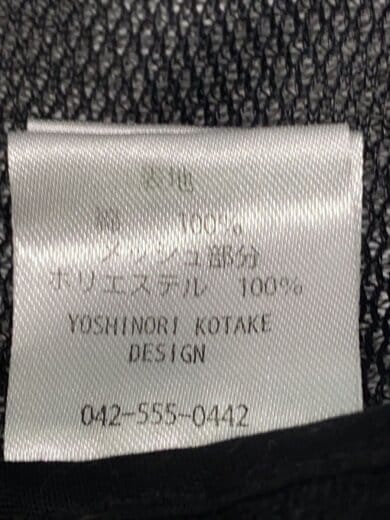 表地
綿 100%
メッシュ部分
ポリエステル 100%
YOSHINORI KOTAKE
DESIGN
042-555-0442